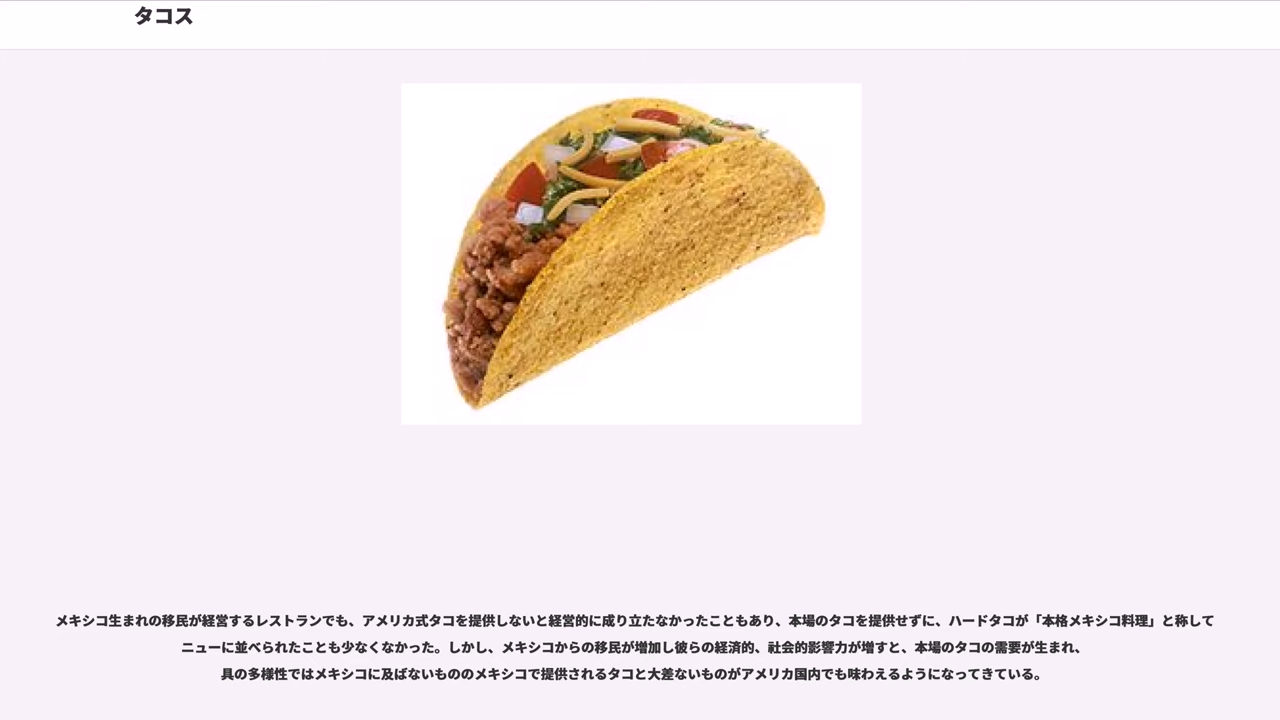 タコス
メキシコ生まれの移民が経営するレストランでも、アメリカ式タコを提供しないと経営的に成り立たなかったこともあり、本場のタコを提供せずに、ハードタコが「本格メキシコ料理」と称して
ニューに並べられたことも少なくなかった。しかし、メキシコからの移民が増加し彼らの経済的、社会的影響力が増すと、本場のタコの需要が生まれ、
具の多様性ではメキシコに及ばないもののメキシコで提供されるタコと大差ないものがアメリカ国内でも味わえるようになってきている。